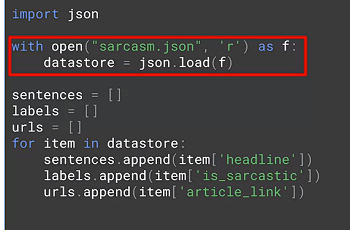 import json
with open("sarcasm.json", 'r') as f:
    datastore = json.load(f)
sentences = []
labels = []
urls = []
for item in datastore:
    sentences.append(item['headline'])
    labels.append(item['is_sarcastic'])
    urls.append(item['article_link'])